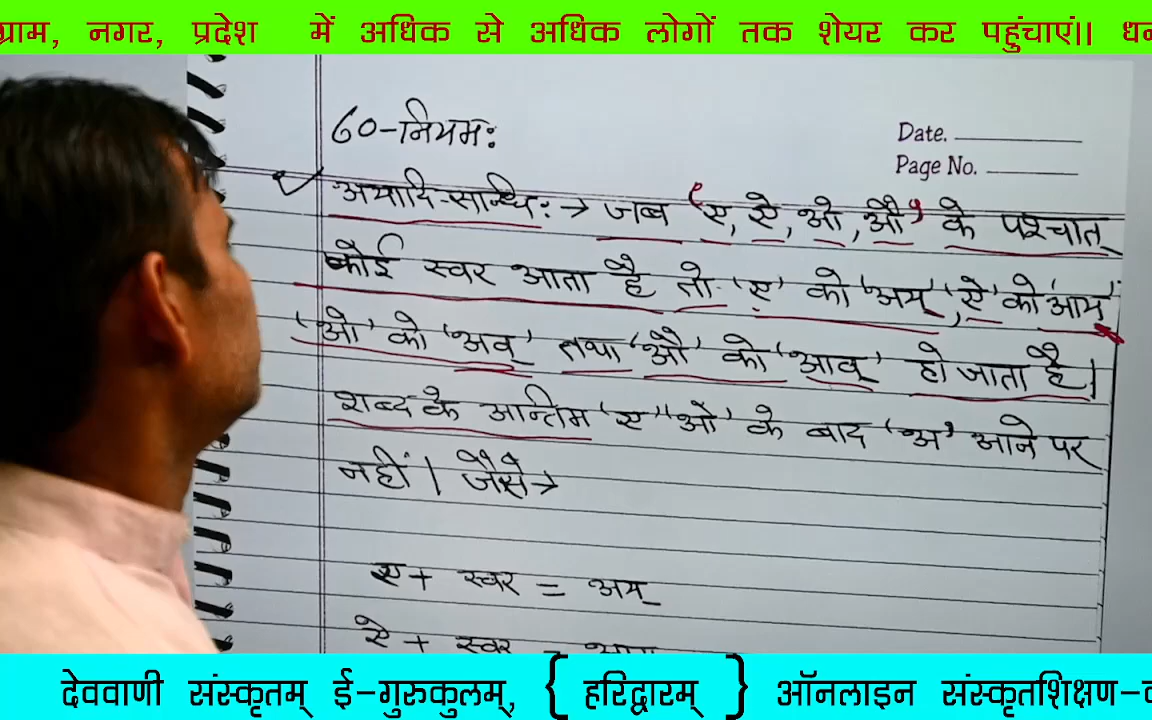 ग्राम, नगर, प्रदेश में अधिक से अधिक लोगों तक शेयर कर पहुंचाएं।।
६०-नियमः
Date.
Page No.
अयादि-सन्धिः→ जब 'ए, ऐ, ओ, औ' के पश्चात्
कोई स्वर आता है तो 'ए' को 'अय्', 'ऐ' को 'आय्'
'ओ' को 'अव्' तथा 'औ' को 'आव्' हो जाता है।
शब्द के अन्तिम 'ए' 'ओ' के बाद 'अ' आने पर
नहीं। जैसे→
ए + स्वर = अय्
ऐ + स्वर =
देववाणी संस्कृतम् ई-गुरुकुलम्, { हरिद्वारम् } ऑनलाइन संस्कृतशिक्षण-